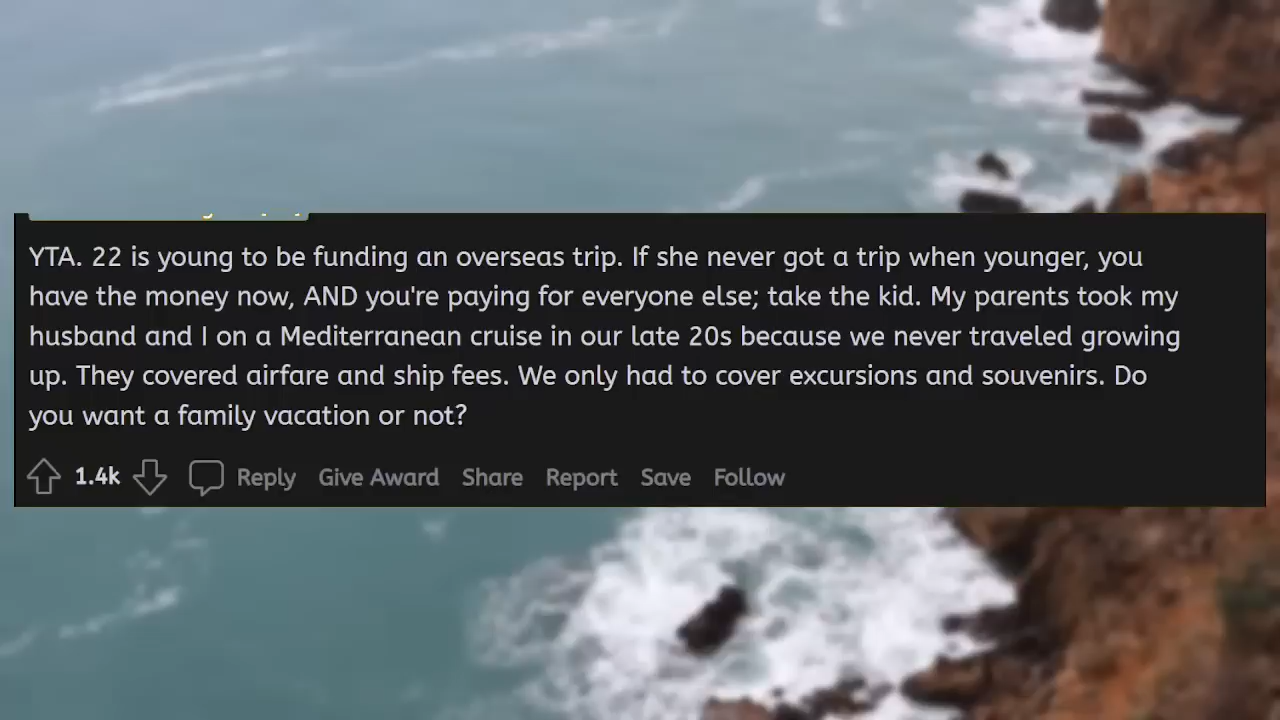 YTA. 22 is young to be funding an overseas trip. If she never got a trip when younger, you
have the money now, AND you're paying for everyone else; take the kid. My parents took my
husband and I on a Mediterranean cruise in our late 20s because we never traveled growing
up. They covered airfare and ship fees. We only had to cover excursions and souvenirs. Do
you want a family vacation or not?
1.4k Reply Give Award Share Report Save Follow